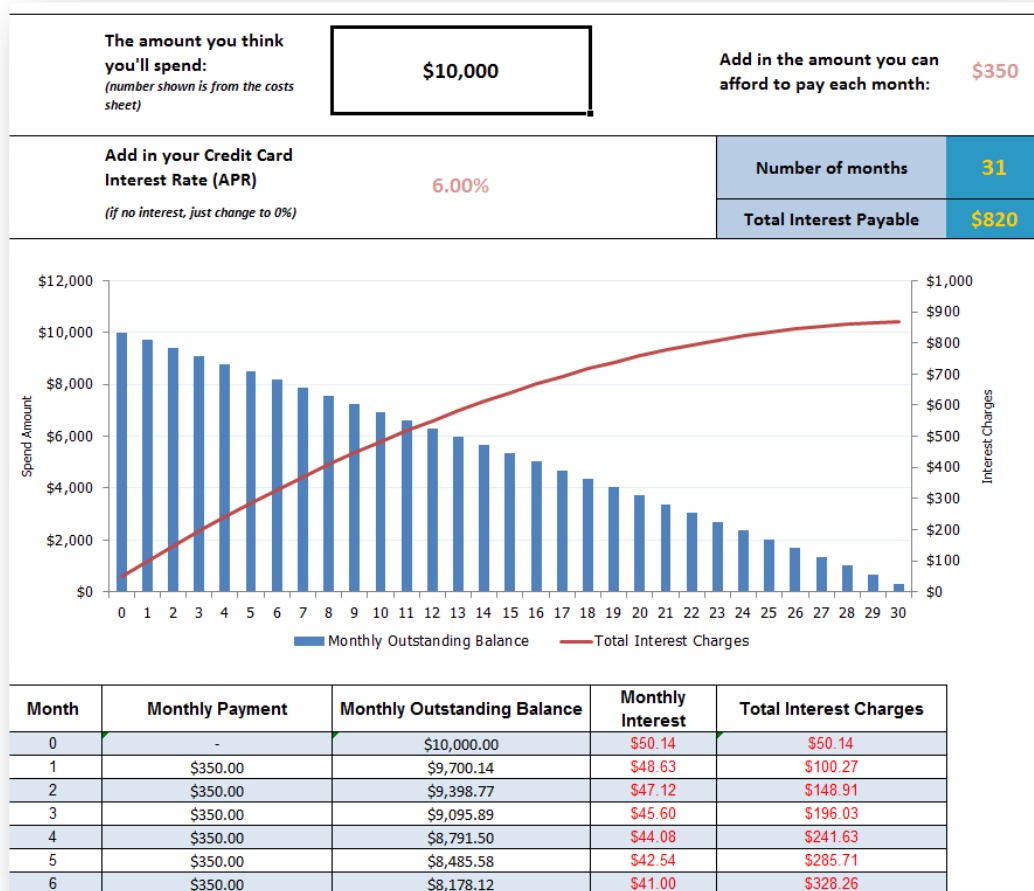 The amount you think
you'll spend:
(number shown is from the costs
sheet)
$10,000
Add in the amount you can
afford to pay each month:
$350
Add in your Credit Card
Interest Rate (APR)
(if no interest, just change to 0%)
6.00%
Number of months
31
Total Interest Payable
$820
$12,000
$10,000
$8,000
$6,000
$4,000
$2,000
$0
Spend Amount
$1,000
$900
$800
$700
$600
$500
$400
$300
$200
$100
$0
Interest Charges
0 1 2 3 4 5 6 7 8 9 10 11 12 13 14 15 16 17 18 19 20 21 22 23 24 25 26 27 28 29 30
Monthly Outstanding Balance
Total Interest Charges
Month Monthly Payment Monthly Outstanding Balance Monthly Interest Total Interest Charges
0 - $10,000.00 $50.14 $50.14
1 $350.00 $9,700.14 $48.63 $100.27
2 $350.00 $9,398.77 $47.12 $148.91
3 $350.00 $9,095.89 $45.60 $196.03
4 $350.00 $8,791.50 $44.08 $241.63
5 $350.00 $8,485.58 $42.54 $285.71
6 $350.00 $8,178.12 $41.00 $328.26